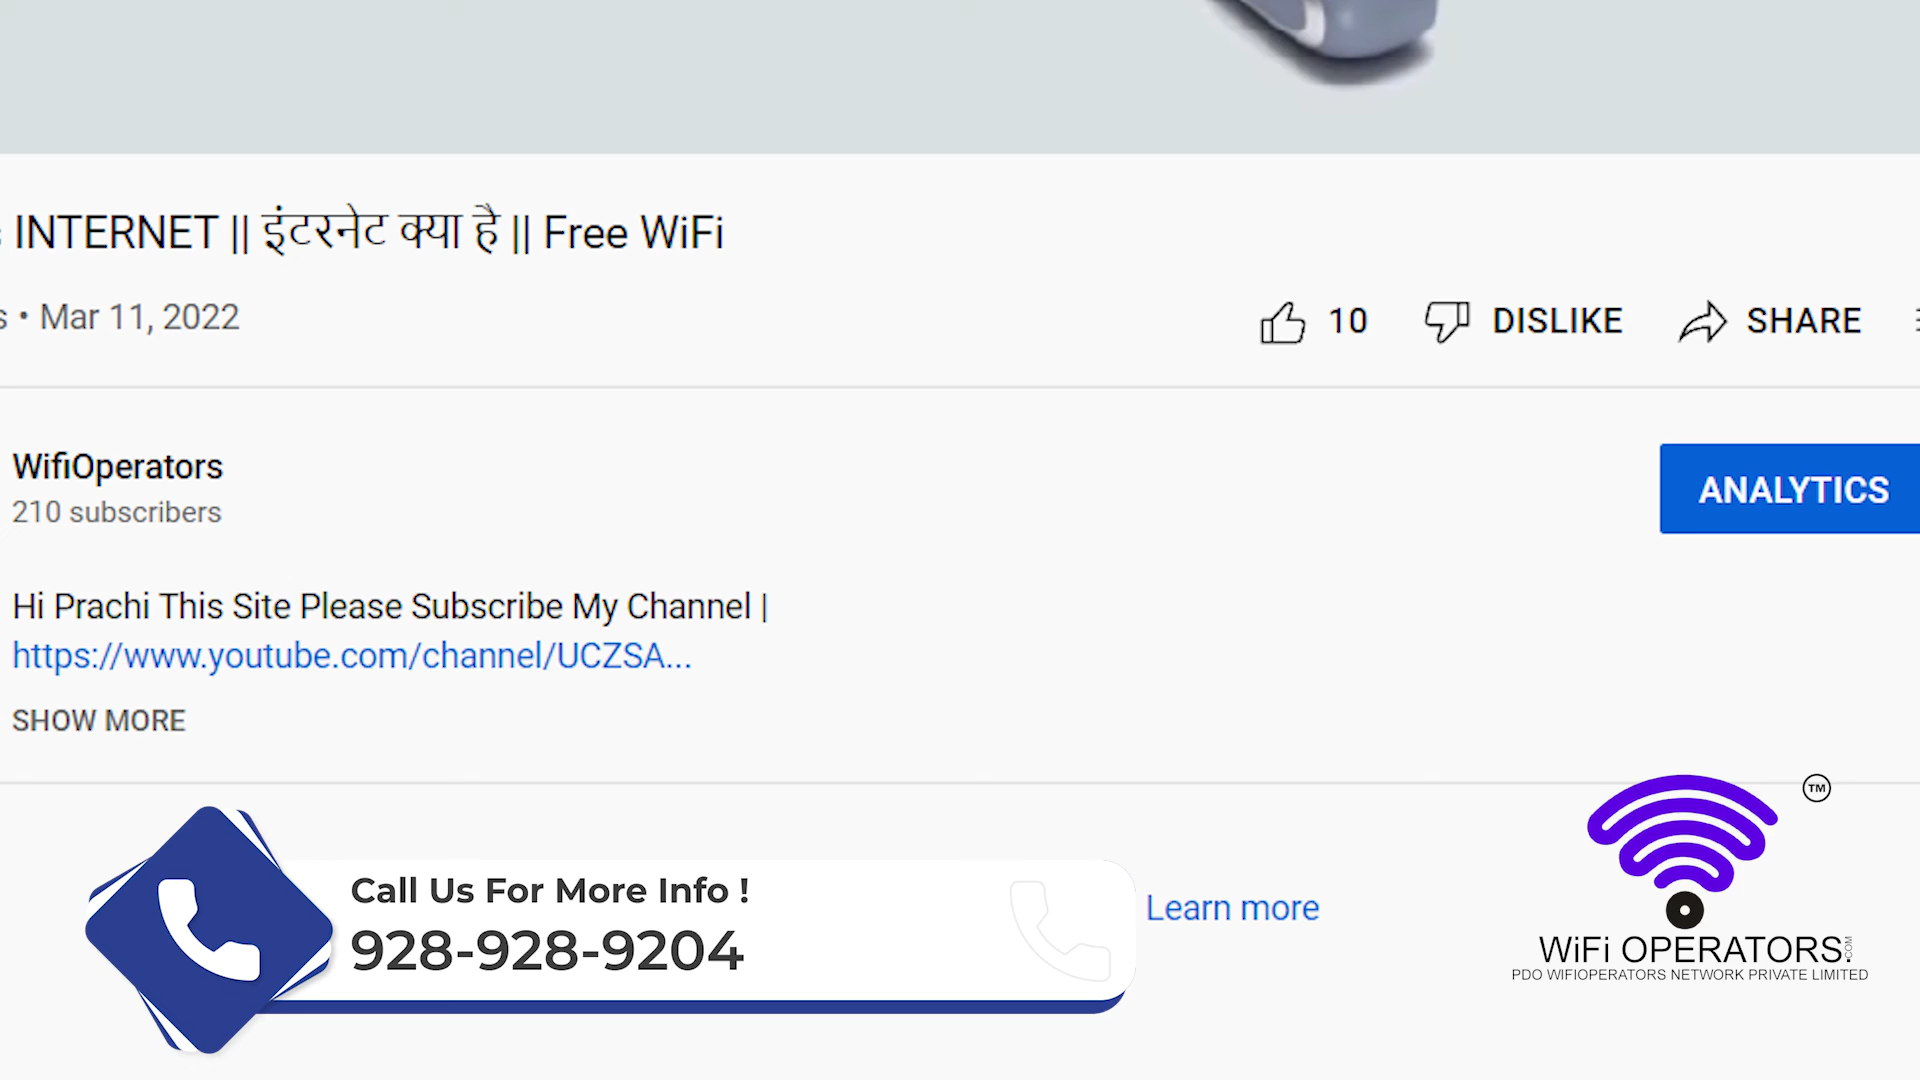 INTERNET || इंटरनेट क्या है || Free WiFi
s • Mar 11, 2022
10 DISLIKE SHARE
WifiOperators
210 subscribers
ANALYTICS
Hi Prachi This Site Please Subscribe My Channel |
https://www.youtube.com/channel/UCZSA...
SHOW MORE
Call Us For More Info !
928-928-9204
Learn more
TM
WiFi OPERATORS.COM
PDO WIFIOPERATORS NETWORK PRIVATE LIMITED